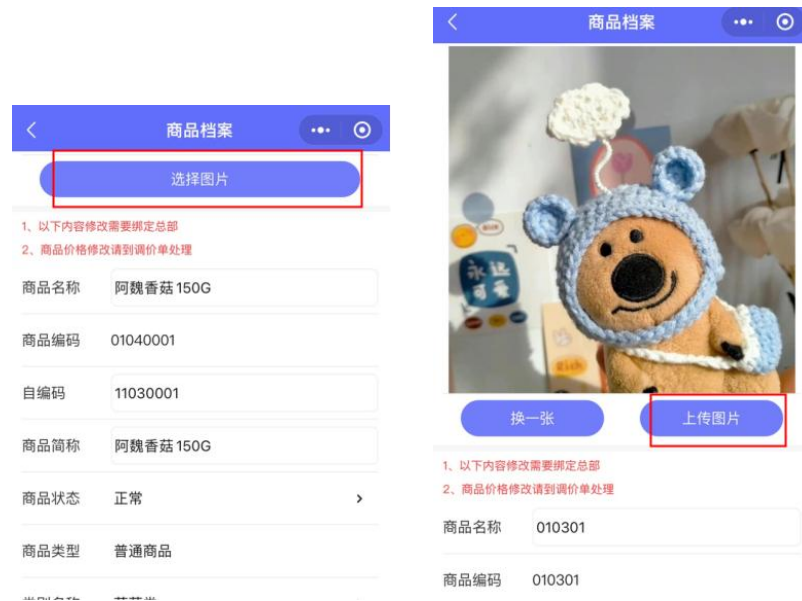 商品档案
选择图片
1、以下内容修改需要绑定总部
2、商品价格修改请到调价单处理
商品名称 阿魏香菇150G
商品编码 01040001
自编码 11030001
商品简称 阿魏香菇150G
商品状态 正常
商品类型 普通商品
商品档案
永远
可爱
Rich
换一张 上传图片
1、以下内容修改需要绑定总部
2、商品价格修改请到调价单处理
商品名称 010301
商品编码 010301